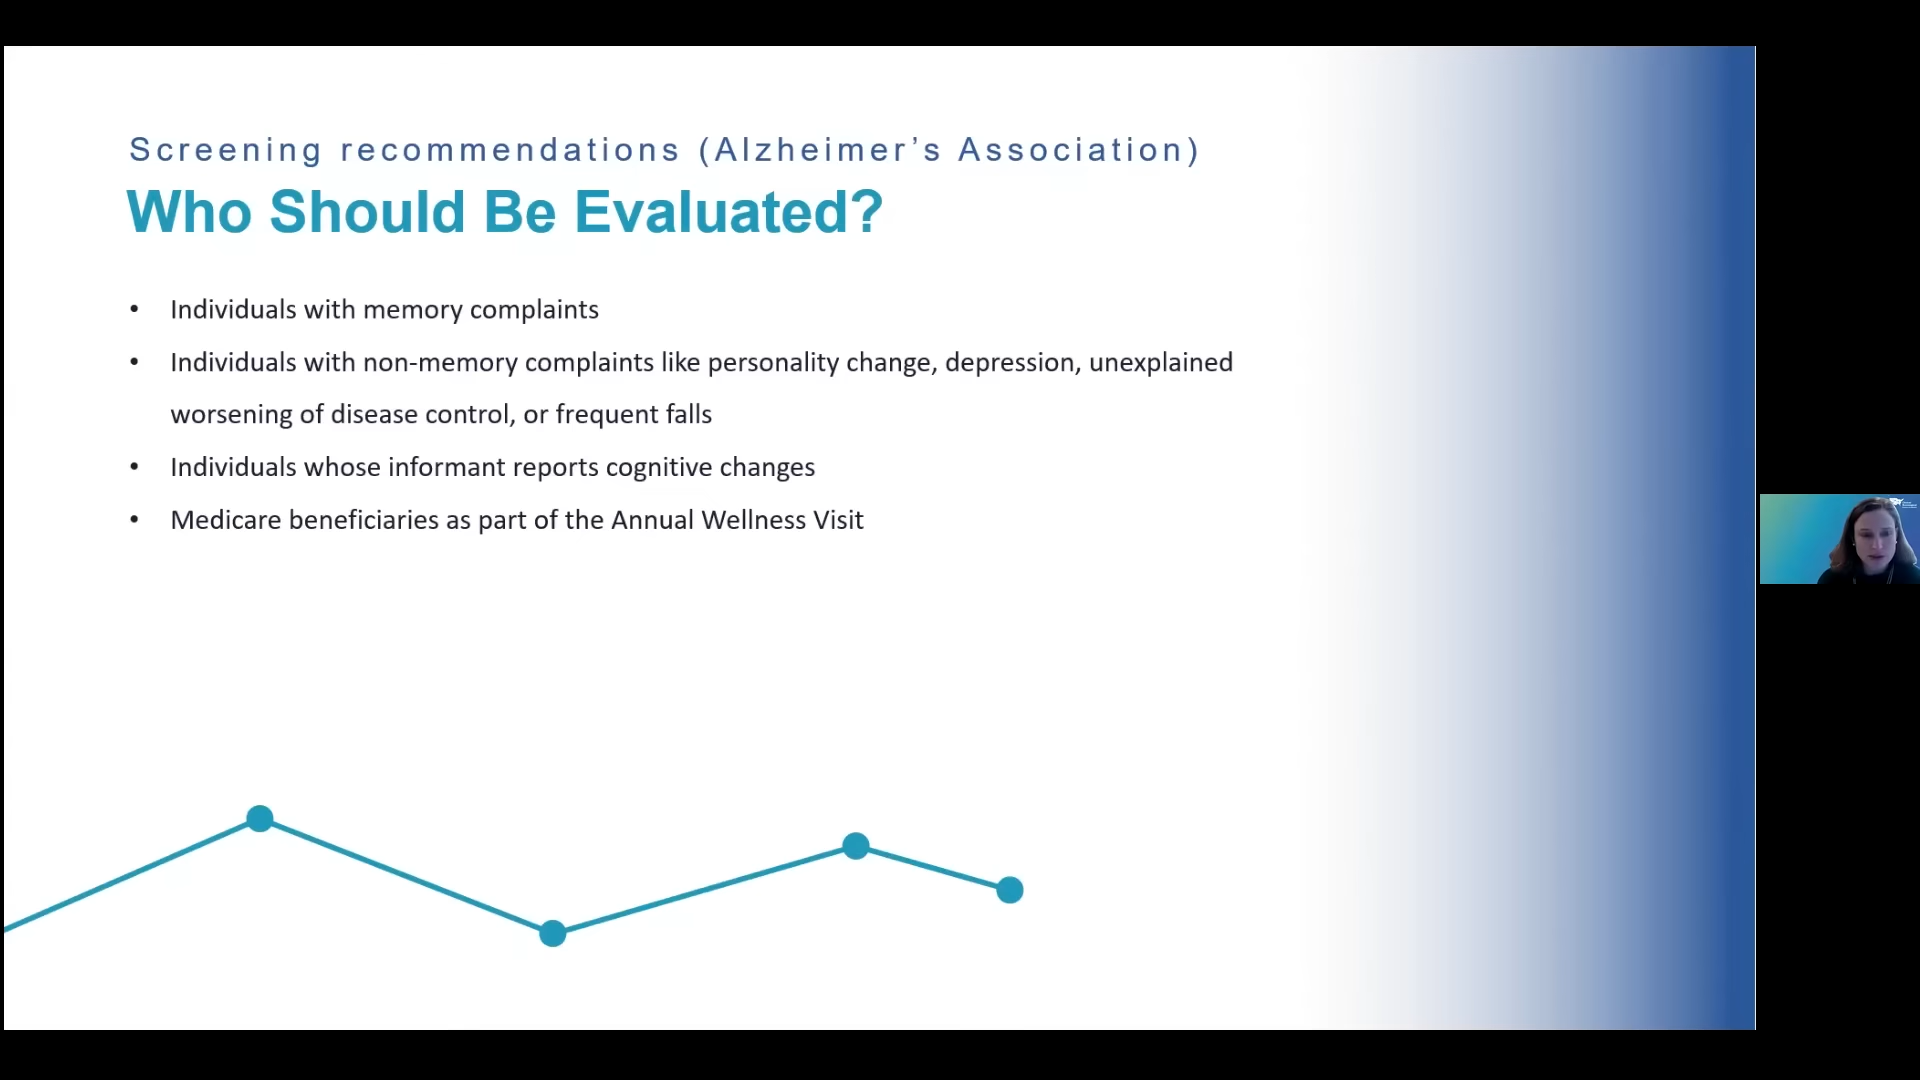 Screening recommendations (Alzheimer’s Association)
Who Should Be Evaluated?
• Individuals with memory complaints
• Individuals with non-memory complaints like personality change, depression, unexplained
worsening of disease control, or frequent falls
• Individuals whose informant reports cognitive changes
• Medicare beneficiaries as part of the Annual Wellness Visit